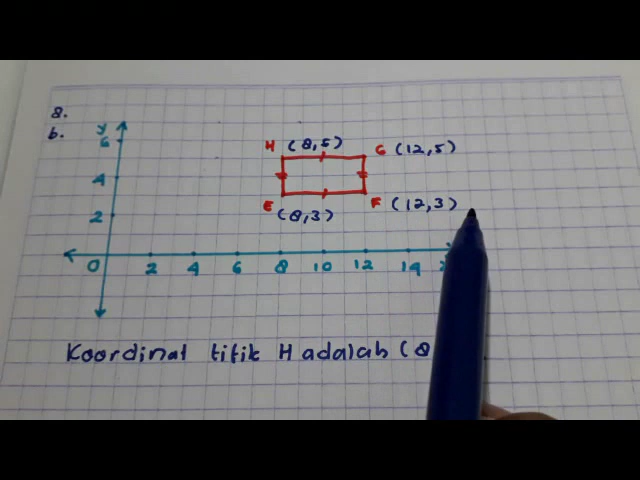 8.
b.
y
6
H (8,5) G (12,5)
4
E F (12,3)
(8,3)
2
0 2 4 6 8 10 12 14
Koordinat titik H adalah (8